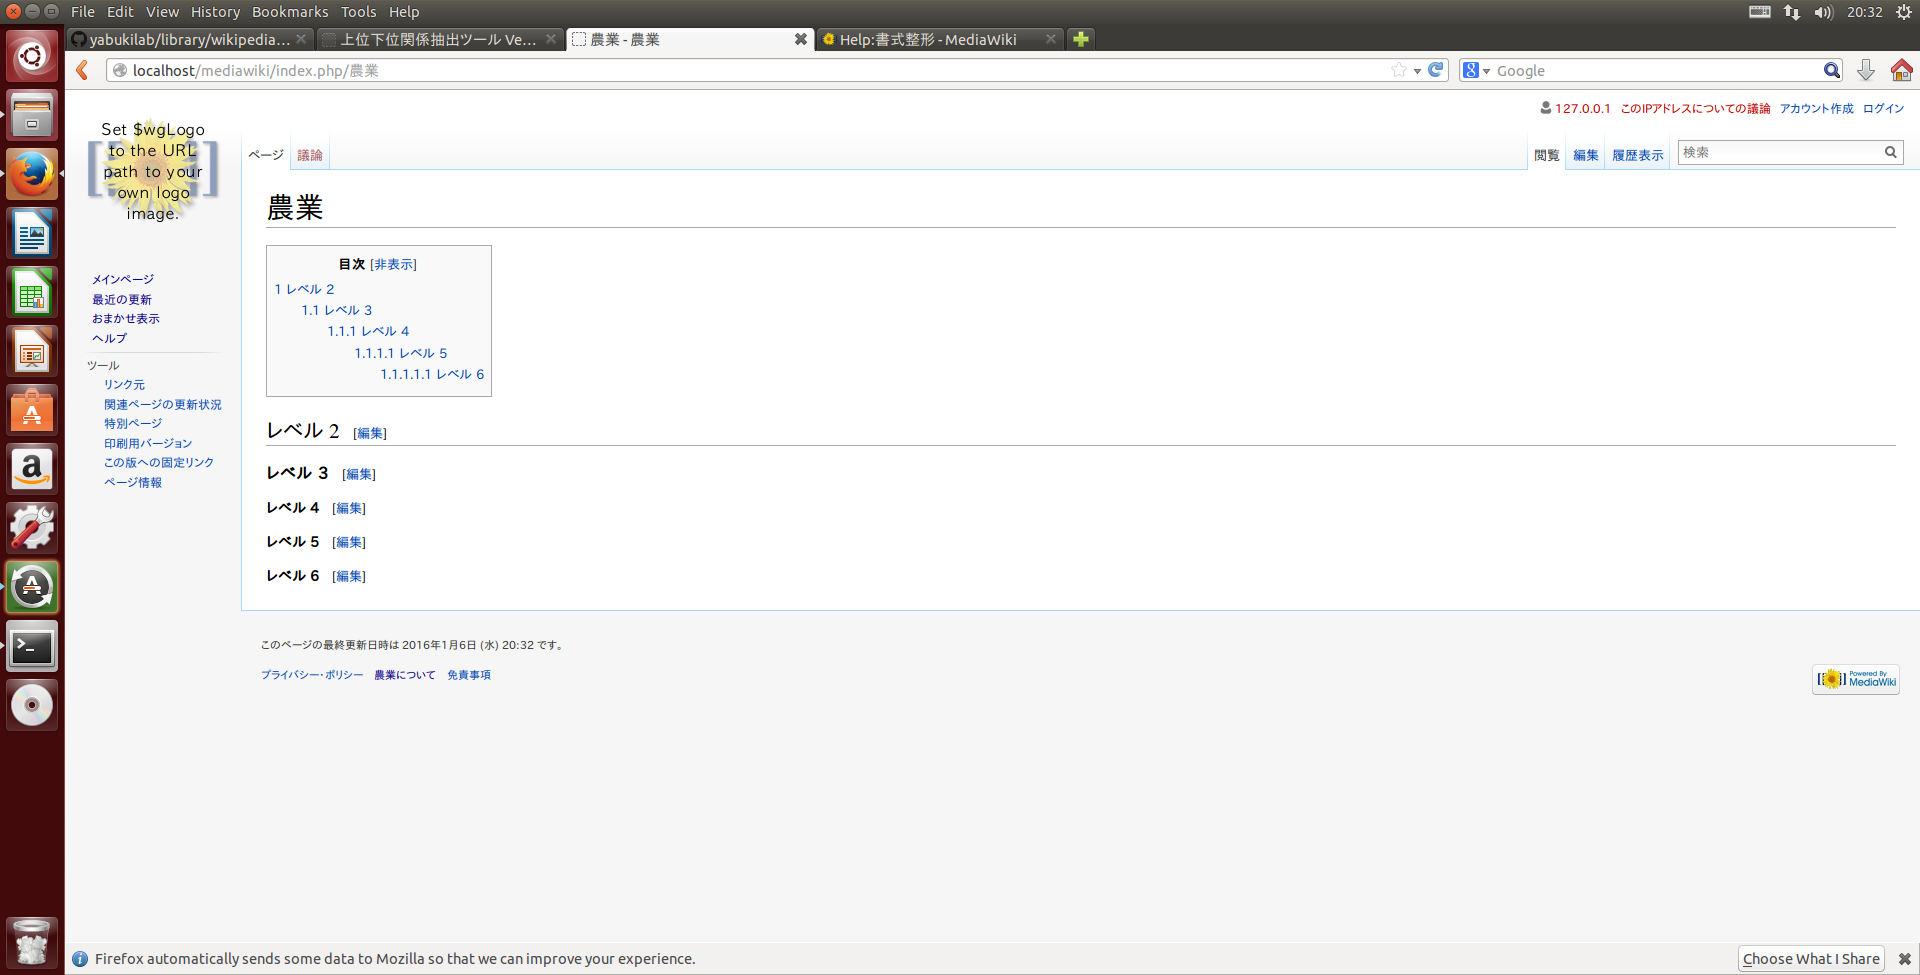 File Edit View History Bookmarks Tools Help
20:32
yabukilab/library/wikipedia...
上位下位関係抽出ツール Ve...
農業 - 農業
Help:書式整形 - MediaWiki
localhost/mediawiki/index.php/農業
Google
127.0.0.1 このIPアドレスについての議論 アカウント作成 ログイン
Set $wgLogo
to the URL
path to your
own logo
image.
ページ 議論
閲覧 編集 履歴表示 検索
農業
目次 [非表示]
1 レベル 2
1.1 レベル 3
1.1.1 レベル 4
1.1.1.1 レベル 5
1.1.1.1.1 レベル 6
メインページ
最近の更新
おまかせ表示
ヘルプ
ツール
リンク元
関連ページの更新状況
特別ページ
印刷用バージョン
この版への固定リンク
ページ情報
レベル 2 [編集]
レベル 3 [編集]
レベル 4 [編集]
レベル 5 [編集]
レベル 6 [編集]
このページの最終更新日時は 2016年1月6日 (水) 20:32 です。
プライバシー・ポリシー 農業について 免責事項
Powered By
MediaWiki
Firefox automatically sends some data to Mozilla so that we can improve your experience.
Choose What I Share